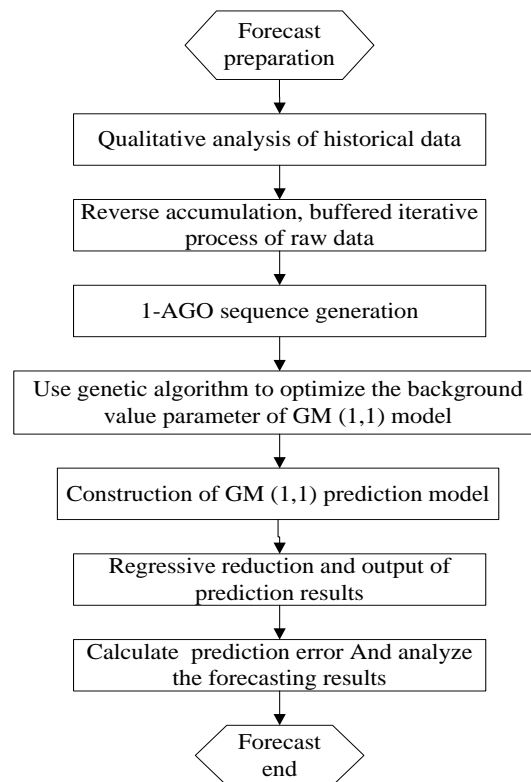 Forecast
preparation
Qualitative analysis of historical data
Reverse accumulation, buffered iterative
process of raw data
1-AGO sequence generation
Use genetic algorithm to optimize the background
value parameter of GM (1,1) model
Construction of GM (1,1) prediction model
Regressive reduction and output of
prediction results
Calculate prediction error And analyze
the forecasting results
Forecast
end